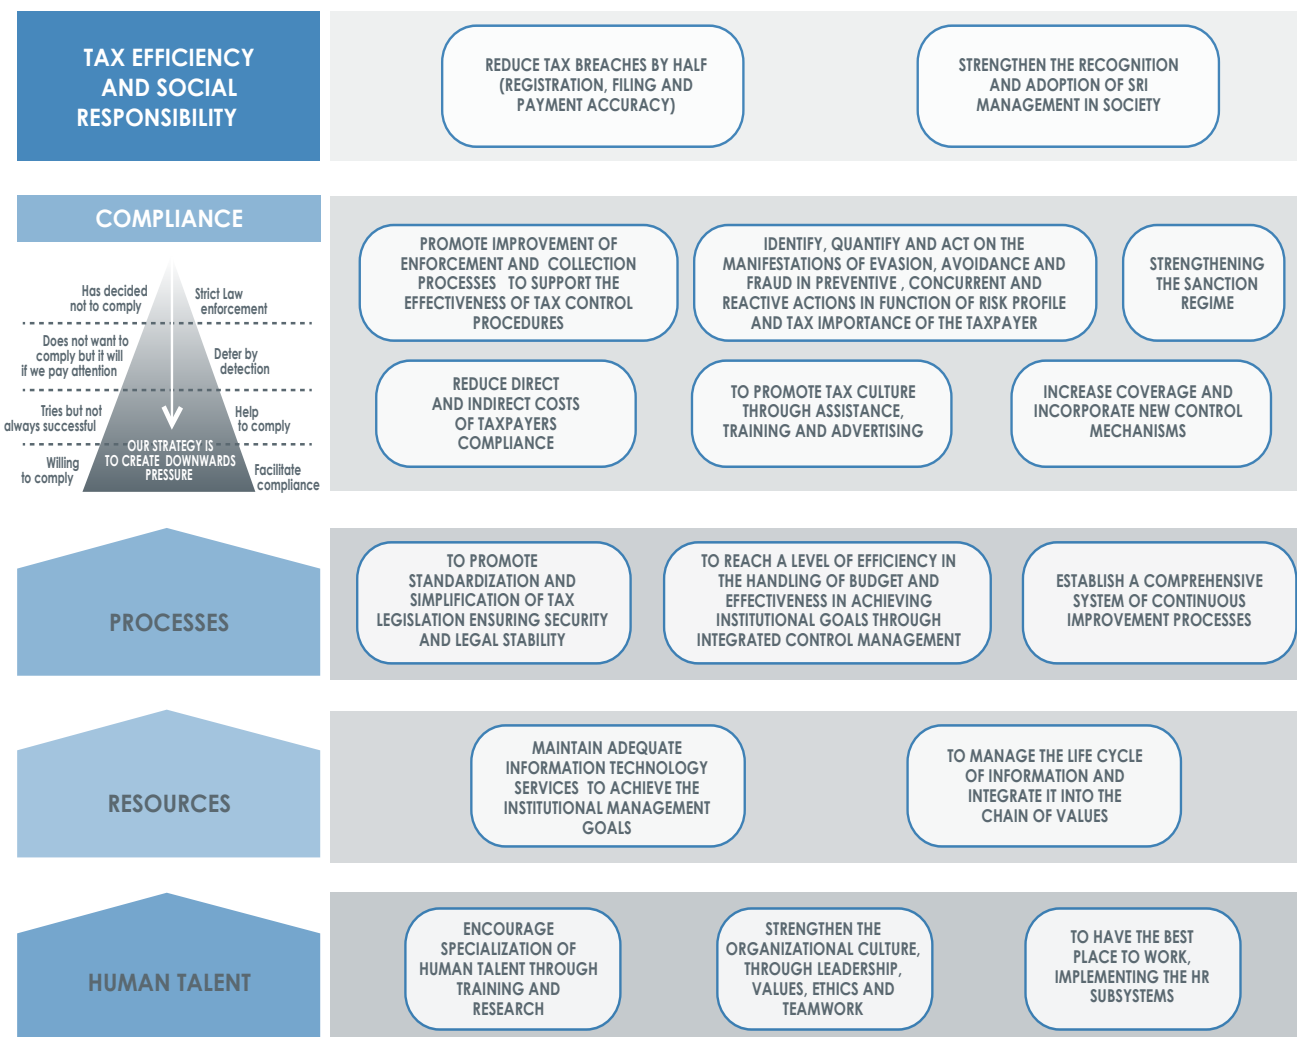 TAX EFFICIENCY
AND SOCIAL
RESPONSIBILITY
REDUCE TAX BREACHES BY HALF
(REGISTRATION, FILING AND
PAYMENT ACCURACY)
STRENGTHEN THE RECOGNITION
AND ADOPTION OF SRI
MANAGEMENT IN SOCIETY
COMPLIANCE
Has decided
not to comply
Strict Law
enforcement
Does not want to
comply but it will
if we pay attention
Deter by
detection
Tries but not
always successful
Help
to comply
Willing
to comply
Facilitate
compliance
OUR STRATEGY IS
TO CREATE DOWNWARDS
PRESSURE
PROMOTE IMPROVEMENT OF
ENFORCEMENT AND COLLECTION
PROCESSES TO SUPPORT THE
EFFECTIVENESS OF TAX CONTROL
PROCEDURES
IDENTIFY, QUANTIFY AND ACT ON THE
MANIFESTATIONS OF EVASION, AVOIDANCE AND
FRAUD IN PREVENTIVE , CONCURRENT AND
REACTIVE ACTIONS IN FUNCTION OF RISK PROFILE
AND TAX IMPORTANCE OF THE TAXPAYER
STRENGTHENING
THE SANCTION
REGIME
REDUCE DIRECT
AND INDIRECT COSTS
OF TAXPAYERS
COMPLIANCE
TO PROMOTE TAX CULTURE
THROUGH ASSISTANCE,
TRAINING AND ADVERTISING
INCREASE COVERAGE AND
INCORPORATE NEW CONTROL
MECHANISMS
PROCESSES
TO PROMOTE
STANDARDIZATION AND
SIMPLIFICATION OF TAX
LEGISLATION ENSURING SECURITY
AND LEGAL STABILITY
TO REACH A LEVEL OF EFFICIENCY IN
THE HANDLING OF BUDGET AND
EFFECTIVENESS IN ACHIEVING
INSTITUTIONAL GOALS THROUGH
INTEGRATED CONTROL MANAGEMENT
ESTABLISH A COMPREHENSIVE
SYSTEM OF CONTINUOUS
IMPROVEMENT PROCESSES
RESOURCES
MAINTAIN ADEQUATE
INFORMATION TECHNOLOGY
SERVICES TO ACHIEVE THE
INSTITUTIONAL MANAGEMENT
GOALS
TO MANAGE THE LIFE CYCLE
OF INFORMATION AND
INTEGRATE IT INTO THE
CHAIN OF VALUES
HUMAN TALENT
ENCOURAGE
SPECIALIZATION OF
HUMAN TALENT THROUGH
TRAINING AND
RESEARCH
STRENGTHEN THE
ORGANIZATIONAL CULTURE,
THROUGH LEADERSHIP,
VALUES, ETHICS AND
TEAMWORK
TO HAVE THE BEST
PLACE TO WORK,
IMPLEMENTING THE HR
SUBSYSTEMS